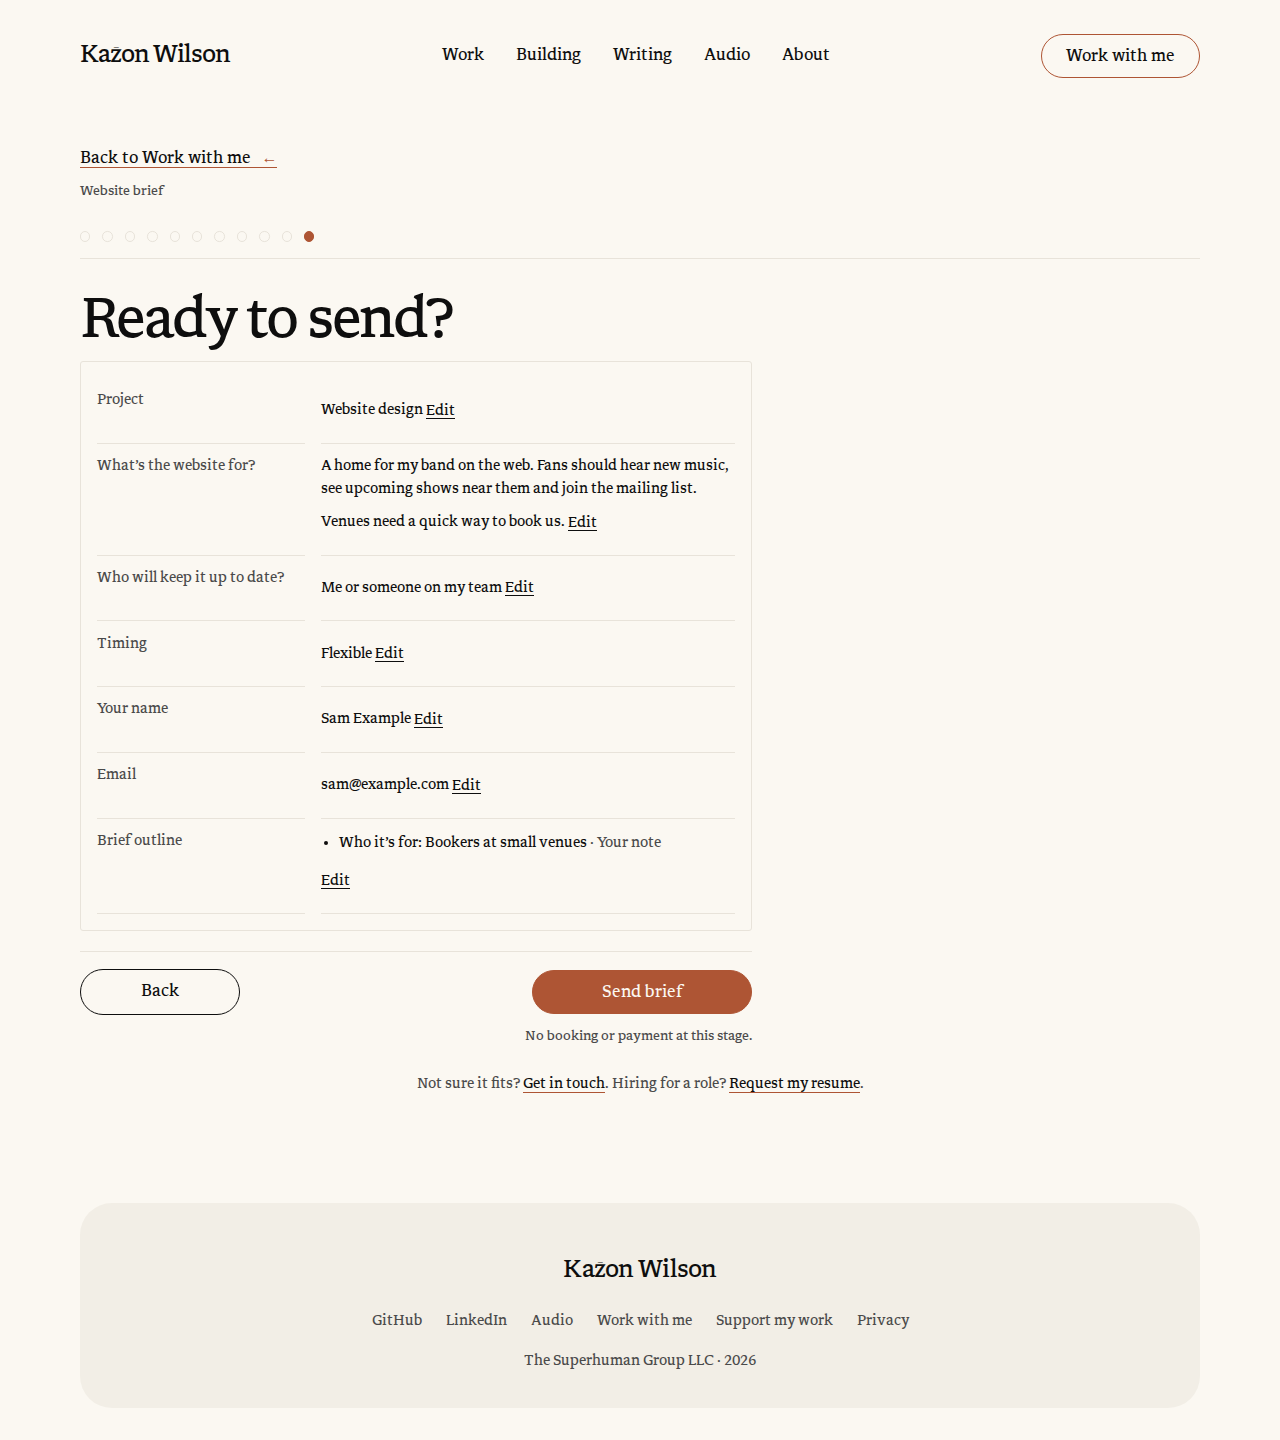 Kazon Wilson
Work
Building
Writing
Audio
About
Work with me
Back to Work with me ←
Website brief
Ready to send?
Project
Website design Edit
What’s the website for?
A home for my band on the web. Fans should hear new music,
see upcoming shows near them and join the mailing list.
Venues need a quick way to book us. Edit
Who will keep it up to date?
Me or someone on my team Edit
Timing
Flexible Edit
Your name
Sam Example Edit
Email
sam@example.com Edit
Brief outline
• Who it’s for: Bookers at small venues · Your note
Edit
Back
Send brief
No booking or payment at this stage.
Not sure it fits? Get in touch. Hiring for a role? Request my resume.
Kazon Wilson
GitHub
LinkedIn
Audio
Work with me
Support my work
Privacy
The Superhuman Group LLC · 2026